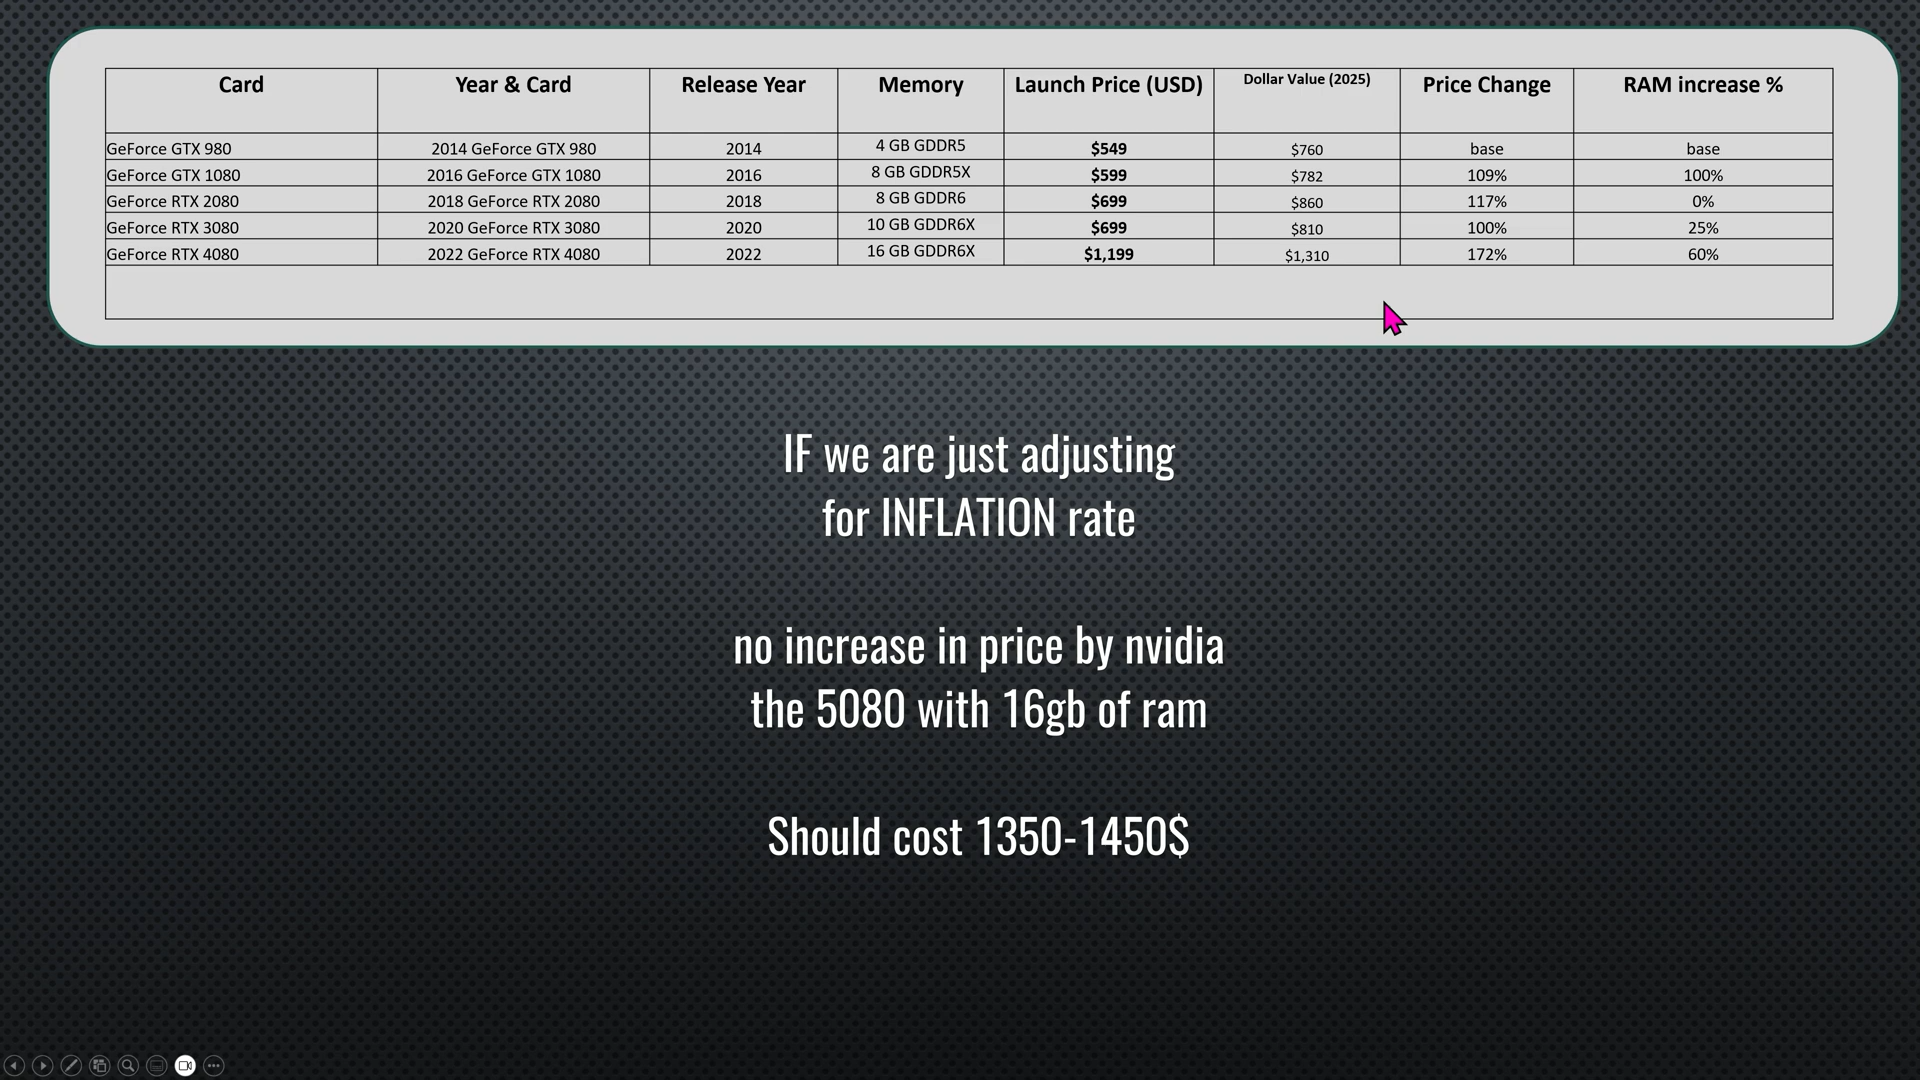 Card Year & Card Release Year Memory Launch Price (USD) Dollar Value (2025) Price Change RAM increase %
GeForce GTX 980 2014 GeForce GTX 980 2014 4 GB GDDR5 $549 $760 base base
GeForce GTX 1080 2016 GeForce GTX 1080 2016 8 GB GDDR5X $599 $782 109% 100%
GeForce RTX 2080 2018 GeForce RTX 2080 2018 8 GB GDDR6 $699 $860 117% 0%
GeForce RTX 3080 2020 GeForce RTX 3080 2020 10 GB GDDR6X $699 $810 100% 25%
GeForce RTX 4080 2022 GeForce RTX 4080 2022 16 GB GDDR6X $1,199 $1,310 172% 60%
IF we are just adjusting
for INFLATION rate
no increase in price by nvidia
the 5080 with 16gb of ram
Should cost 1350-1450$